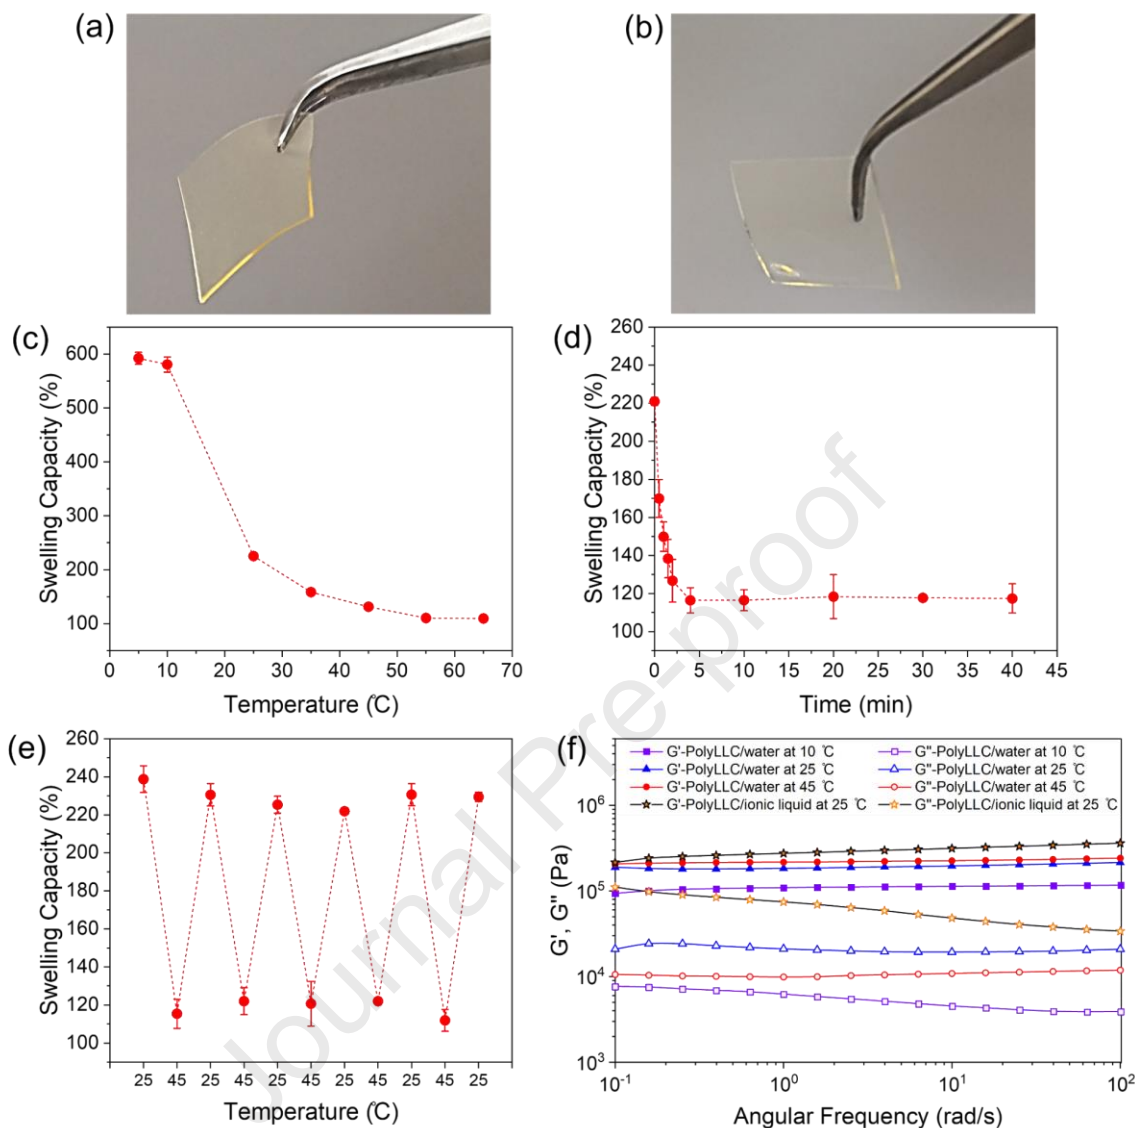 (a)
(b)
(c)
600
500
400
300
200
100
Swelling Capacity (%)
0 10 20 30 40 50 60 70
Temperature (℃)
(d)
260
240
220
200
180
160
140
120
100
Swelling Capacity (%)
0 5 10 15 20 25 30 35 40 45
Time (min)
(e)
260
240
220
200
180
160
140
120
100
Swelling Capacity (%)
25 45 25 45 25 45 25 45 25 45 25
Temperature (℃)
(f)
G'-PolyLLC/water at 10 ℃
G'-PolyLLC/water at 25 ℃
G'-PolyLLC/water at 45 ℃
G'-PolyLLC/ionic liquid at 25 ℃
G"-PolyLLC/water at 10 ℃
G"-PolyLLC/water at 25 ℃
G"-PolyLLC/water at 45 ℃
G"-PolyLLC/ionic liquid at 25 ℃
10⁶
10⁵
10⁴
10³
G', G" (Pa)
10⁻¹ 10⁰ 10¹ 10²
Angular Frequency (rad/s)
Journal Pre-proof